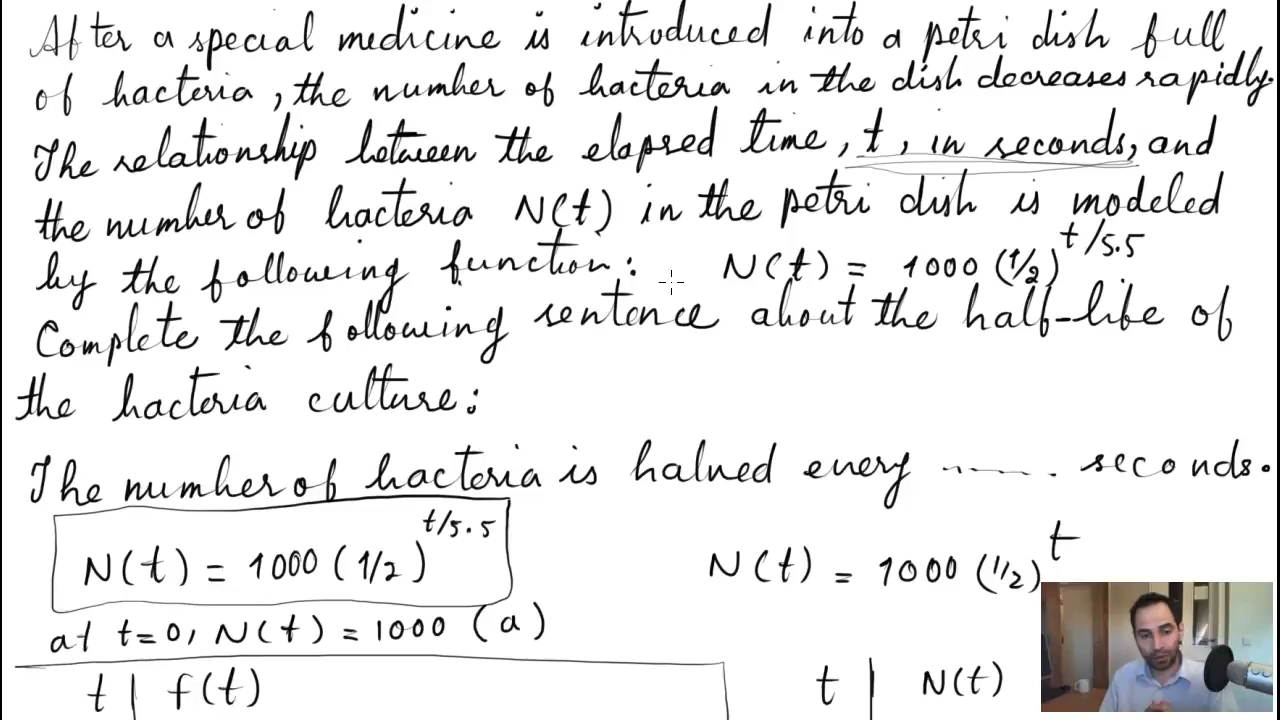 After a special medicine is introduced into a petri dish full
of bacteria, the number of bacteria in the dish decreases rapidly.
The relationship between the elapsed time, t, in seconds, and
the number of bacteria N(t) in the petri dish is modeled
by the following function: N(t) = 1000 (1/2)^t/5.5
Complete the following sentence about the half-life of
the bacteria culture:
The number of bacteria is halved every ........ seconds.
N(t) = 1000 (1/2)^t/5.5
N(t) = 1000 (1/2)^t
at t=0, N(t) = 1000 (a)
t | f(t)
t | N(t)